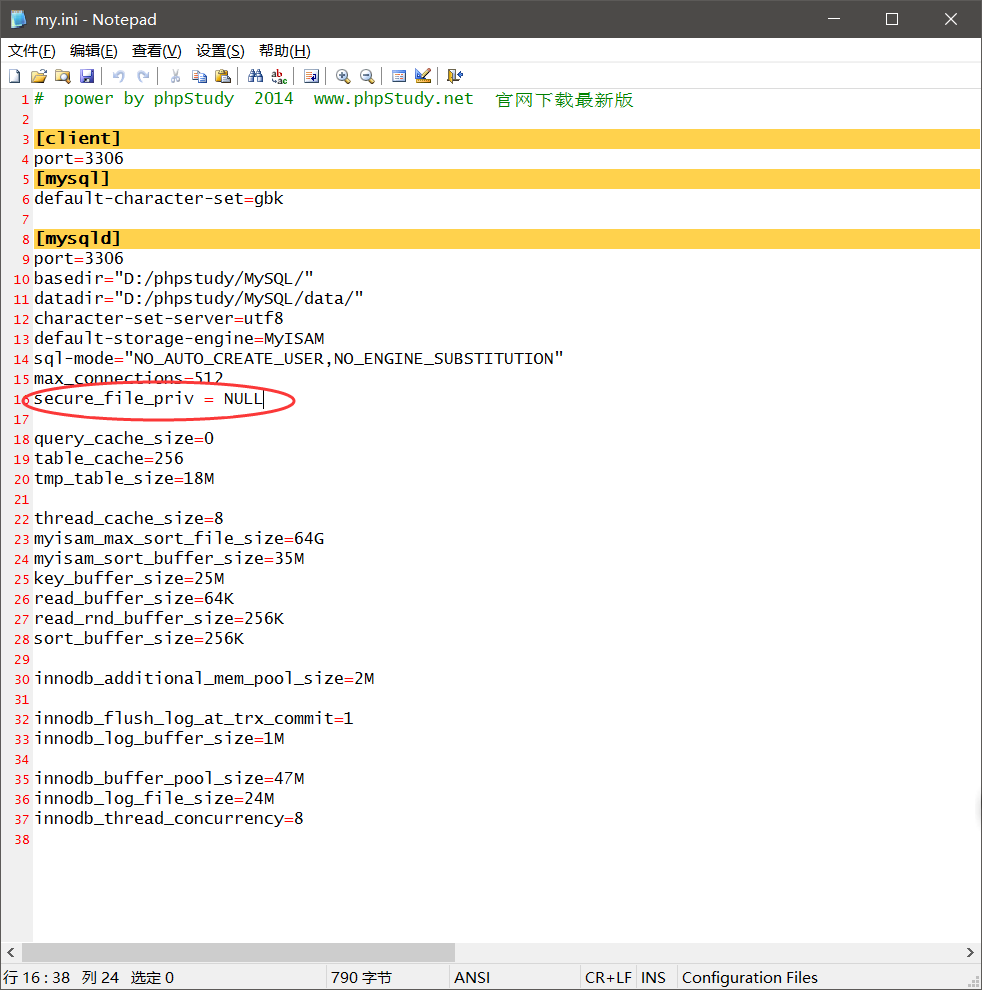 my.ini - Notepad
文件(F) 编辑(E) 查看(V) 设置(S) 帮助(H)
1 # power by phpStudy 2014 www.phpStudy.net 官网下载最新版
2
3 [client]
4 port=3306
5 [mysql]
6 default-character-set=gbk
7
8 [mysqld]
9 port=3306
10 basedir="D:/phpstudy/MySQL/"
11 datadir="D:/phpstudy/MySQL/data/"
12 character-set-server=utf8
13 default-storage-engine=MyISAM
14 sql-mode="NO_AUTO_CREATE_USER,NO_ENGINE_SUBSTITUTION"
15 max_connections=512
16 secure_file_priv = NULL
17
18 query_cache_size=0
19 table_cache=256
20 tmp_table_size=18M
21
22 thread_cache_size=8
23 myisam_max_sort_file_size=64G
24 myisam_sort_buffer_size=35M
25 key_buffer_size=25M
26 read_buffer_size=64K
27 read_rnd_buffer_size=256K
28 sort_buffer_size=256K
29
30 innodb_additional_mem_pool_size=2M
31
32 innodb_flush_log_at_trx_commit=1
33 innodb_log_buffer_size=1M
34
35 innodb_buffer_pool_size=47M
36 innodb_log_file_size=24M
37 innodb_thread_concurrency=8
38
行 16 : 38 列 24 选定 0 790 字节 ANSI CR+LF INS Configuration Files